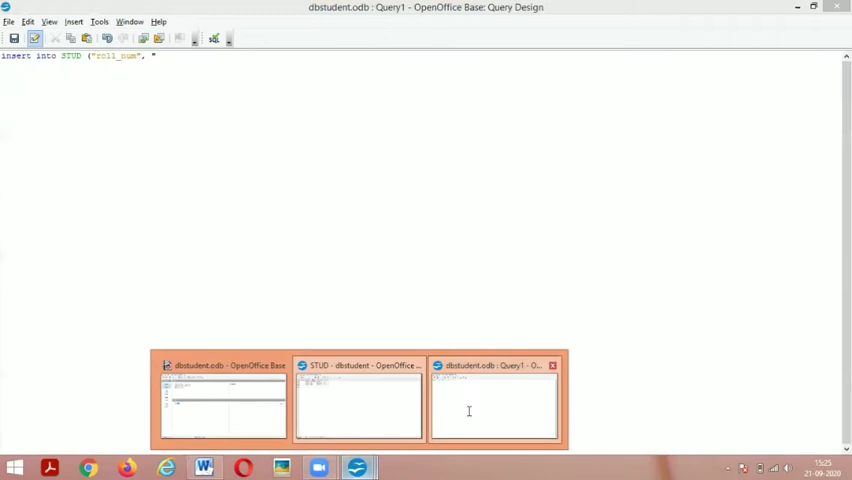 dbstudent.odb : Query1 - OpenOffice Base: Query Design
File Edit View Insert Tools Window Help
SQL
insert into STUD ("roll_num", "
dbstudent.odb - OpenOffice Base
STUD - dbstudent - OpenOffice ...
dbstudent.odb : Query1 - O...
15:25
21-09-2020